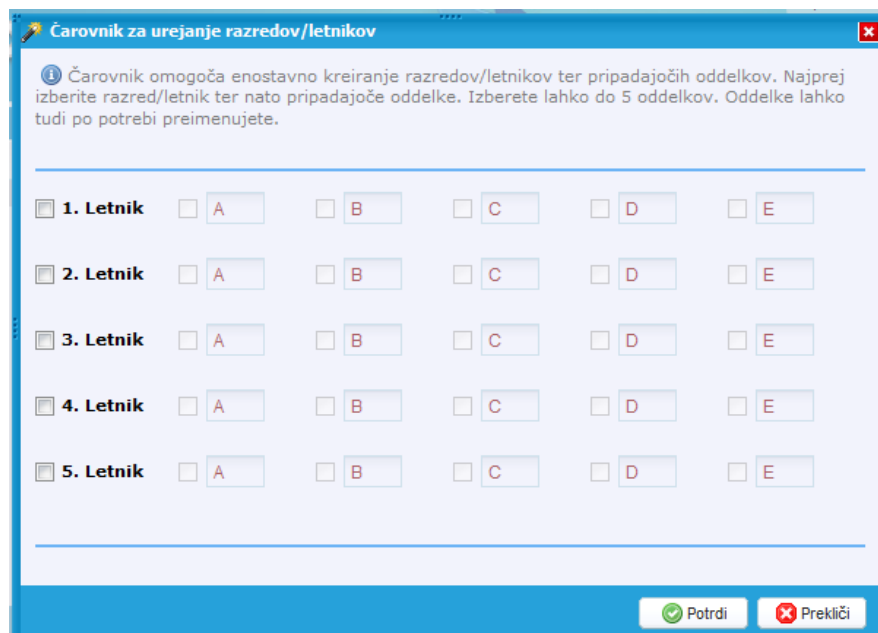 Čarovnik za urejanje razredov/letnikov
Čarovnik omogoča enostavno kreiranje razredov/letnikov ter pripadajočih oddelkov. Najprej
izberite razred/letnik ter nato pripadajoče oddelke. Izberete lahko do 5 oddelkov. Oddelke lahko
tudi po potrebi preimenujete.
1. Letnik A B C D E
2. Letnik A B C D E
3. Letnik A B C D E
4. Letnik A B C D E
5. Letnik A B C D E
Potrdi Prekliči